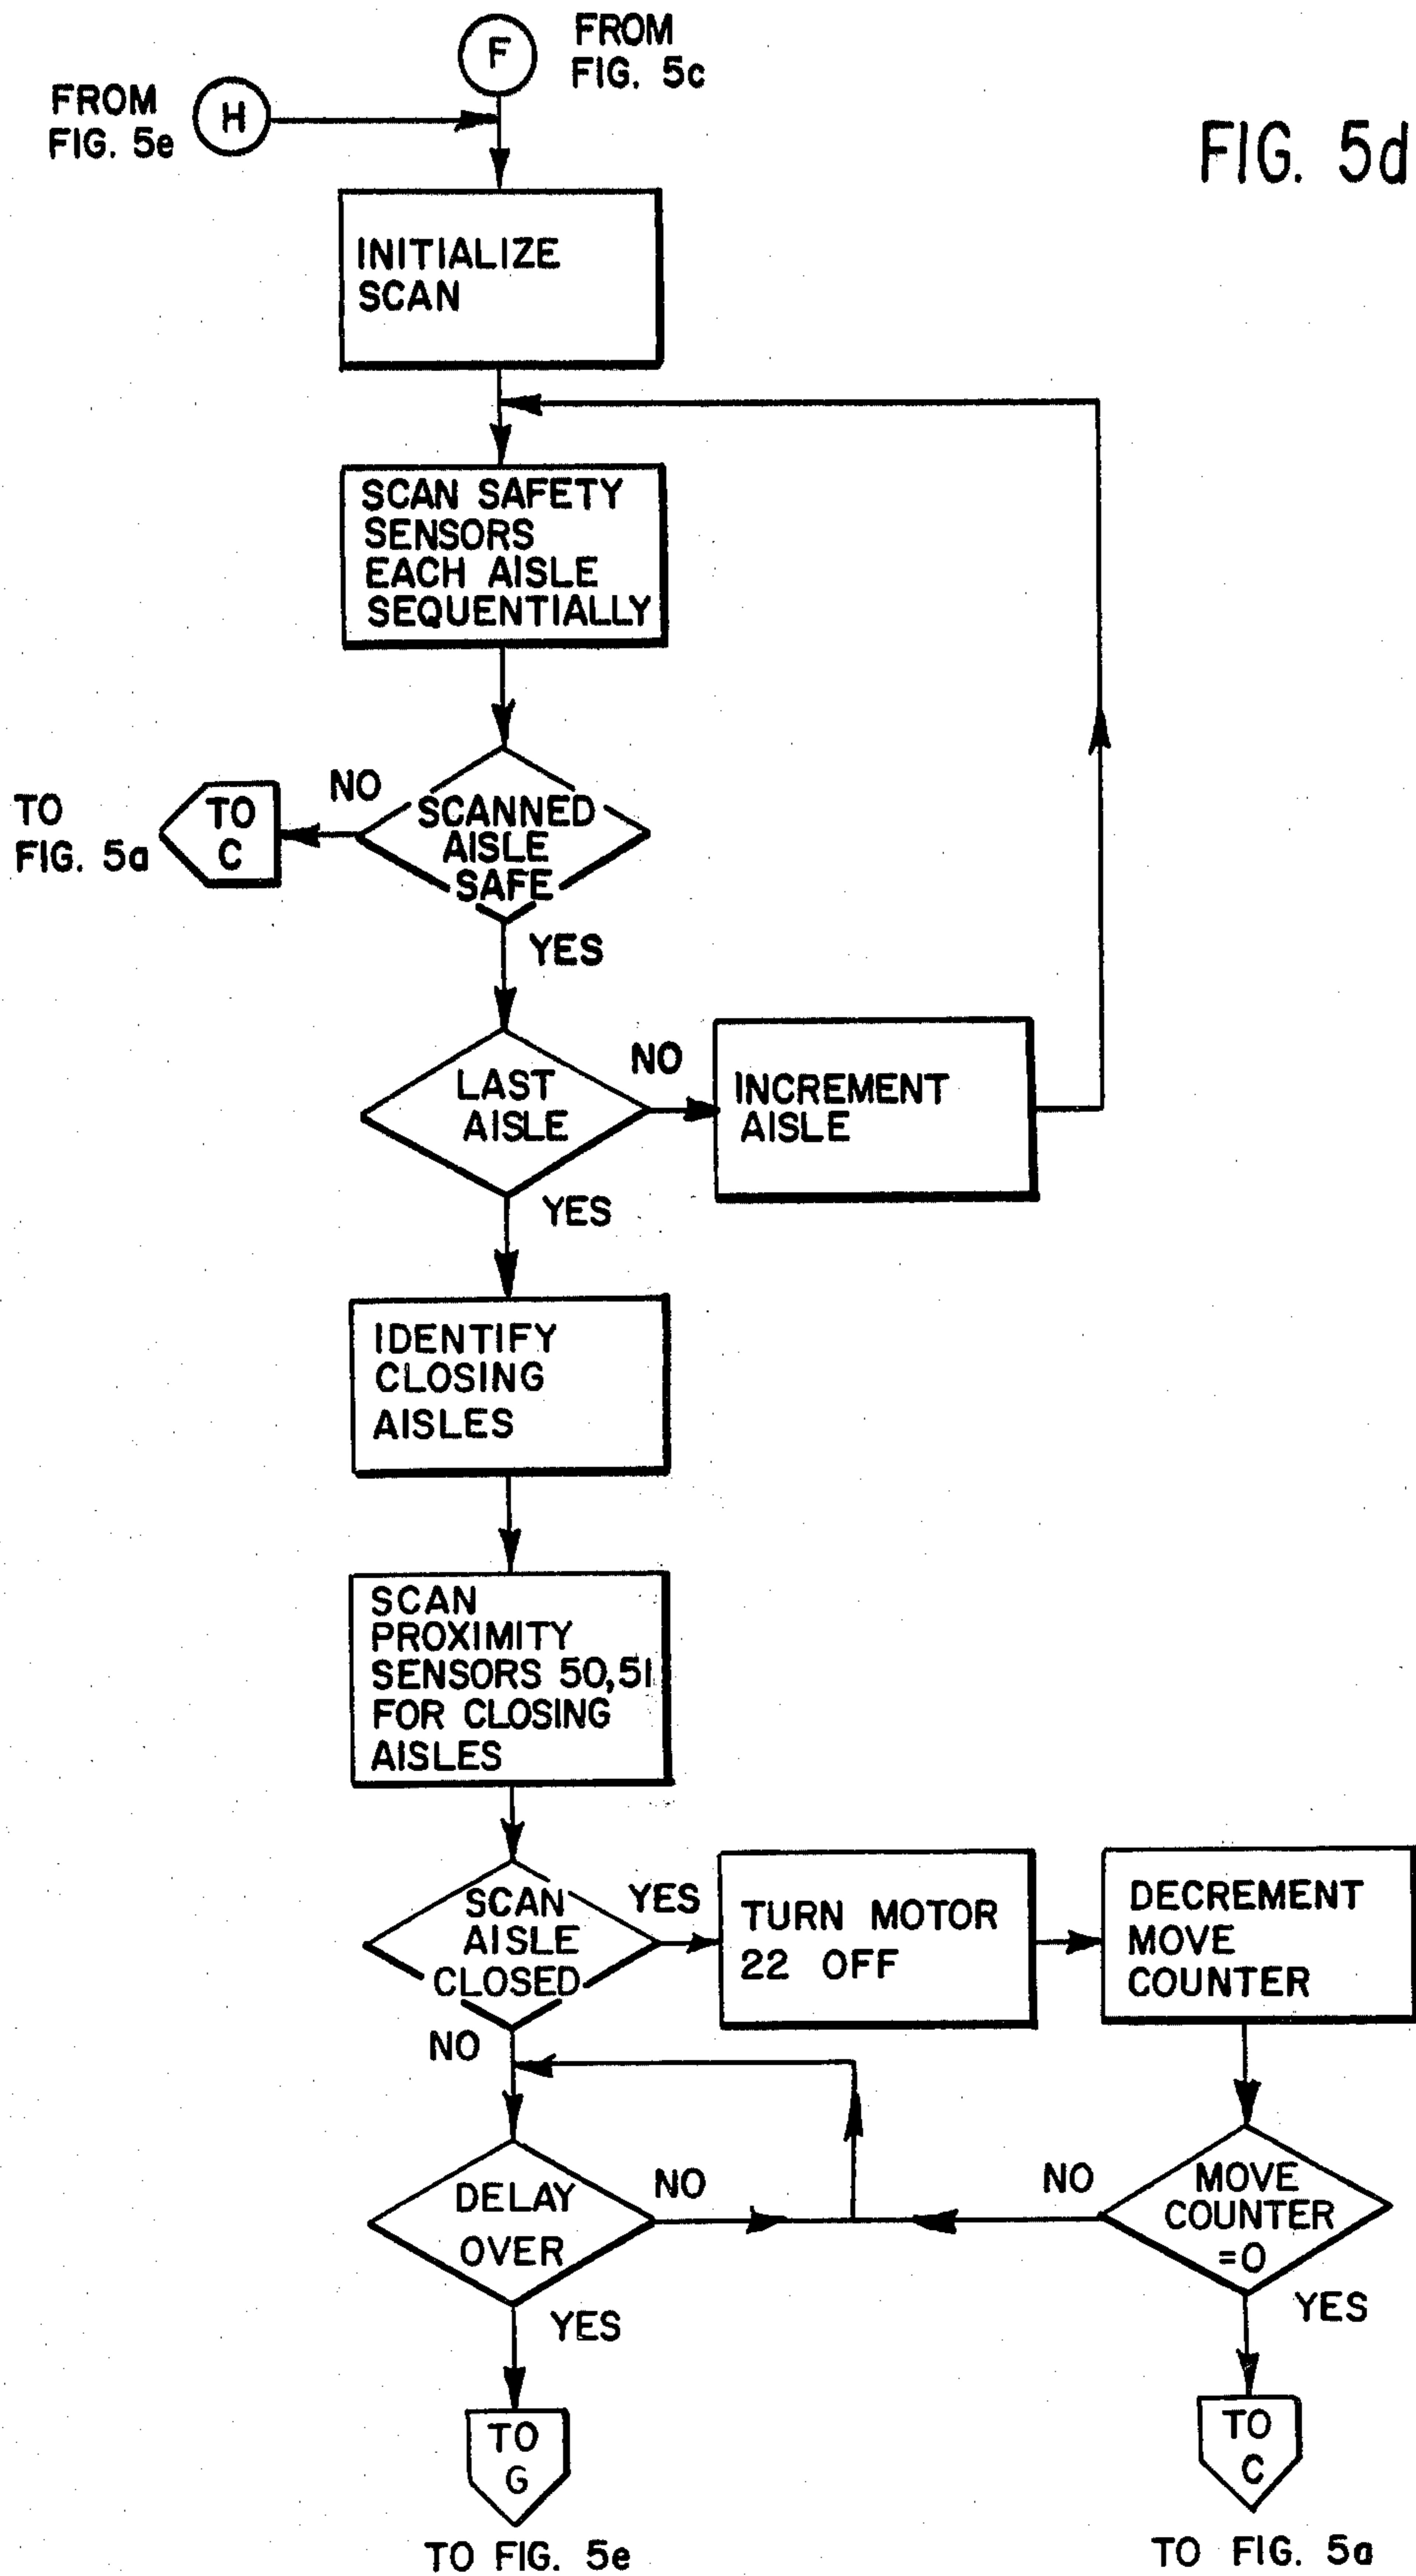 F
FROM
FIG. 5c
FROM
FIG. 5e
H
FIG. 5d
INITIALIZE
SCAN
SCAN SAFETY
SENSORS
EACH AISLE
SEQUENTIALLY
TO
FIG. 5a
TO
C
NO
SCANNED
AISLE
SAFE
YES
LAST
AISLE
NO
INCREMENT
AISLE
YES
IDENTIFY
CLOSING
AISLES
SCAN
PROXIMITY
SENSORS 50,51
FOR CLOSING
AISLES
SCAN
AISLE
CLOSED
YES
TURN MOTOR
22 OFF
DECREMENT
MOVE
COUNTER
NO
DELAY
OVER
NO
NO
MOVE
COUNTER
=0
YES
YES
TO
G
TO
C
TO FIG. 5e
TO FIG. 5a